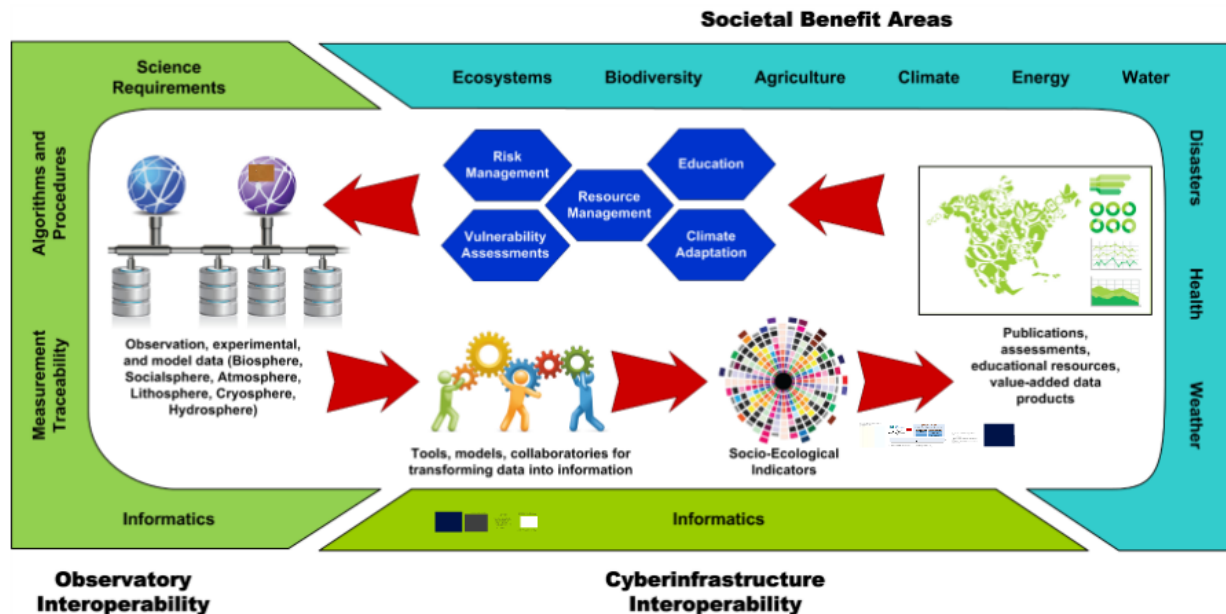 Societal Benefit Areas
Science
Requirements
Ecosystems
Biodiversity
Agriculture
Climate
Energy
Water
Algorithms and
Procedures
Measurement
Traceability
Risk
Management
Education
Resource
Management
Vulnerability
Assessments
Climate
Adaptation
Disasters
Health
Weather
Observation, experimental,
and model data (Biosphere,
Socialsphere, Atmosphere,
Lithosphere, Cryosphere,
Hydrosphere)
Tools, models, collaboratories for
transforming data into information
Socio-Ecological
Indicators
Publications,
assessments,
educational resources,
value-added data
products
Informatics
Informatics
Observatory
Interoperability
Cyberinfrastructure
Interoperability